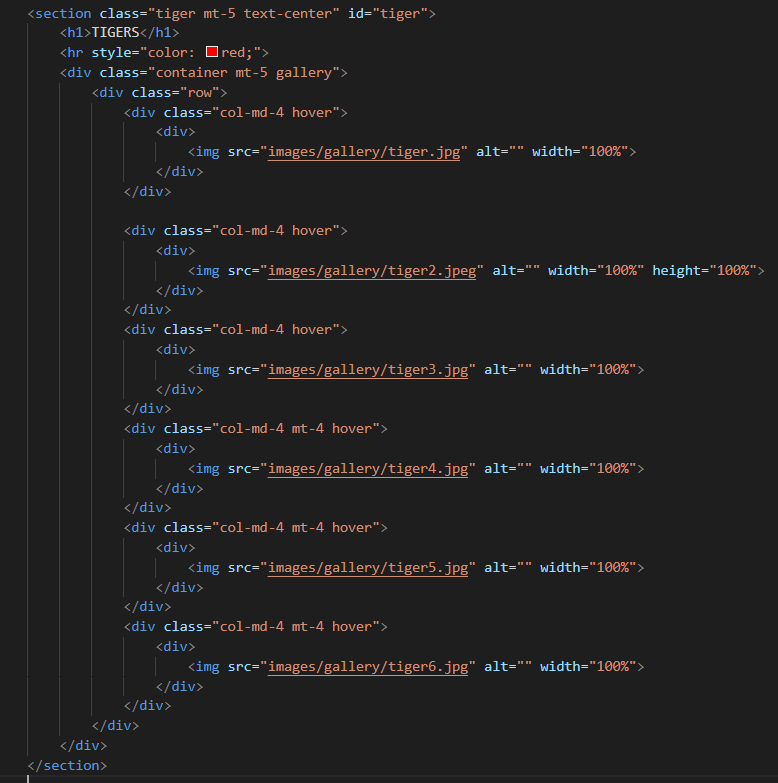 <section class="tiger mt-5 text-center" id="tiger">
<h1>TIGERS</h1>
<hr style="color: red;">
<div class="container mt-5 gallery">
<div class="row">
<div class="col-md-4 hover">
<div>
<img src="images/gallery/tiger.jpg" alt="" width="100%">
</div>
</div>
<div class="col-md-4 hover">
<div>
<img src="images/gallery/tiger2.jpeg" alt="" width="100%" height="100%">
</div>
</div>
<div class="col-md-4 hover">
<div>
<img src="images/gallery/tiger3.jpg" alt="" width="100%">
</div>
</div>
<div class="col-md-4 mt-4 hover">
<div>
<img src="images/gallery/tiger4.jpg" alt="" width="100%">
</div>
</div>
<div class="col-md-4 mt-4 hover">
<div>
<img src="images/gallery/tiger5.jpg" alt="" width="100%">
</div>
</div>
<div class="col-md-4 mt-4 hover">
<div>
<img src="images/gallery/tiger6.jpg" alt="" width="100%">
</div>
</div>
</div>
</div>
</section>